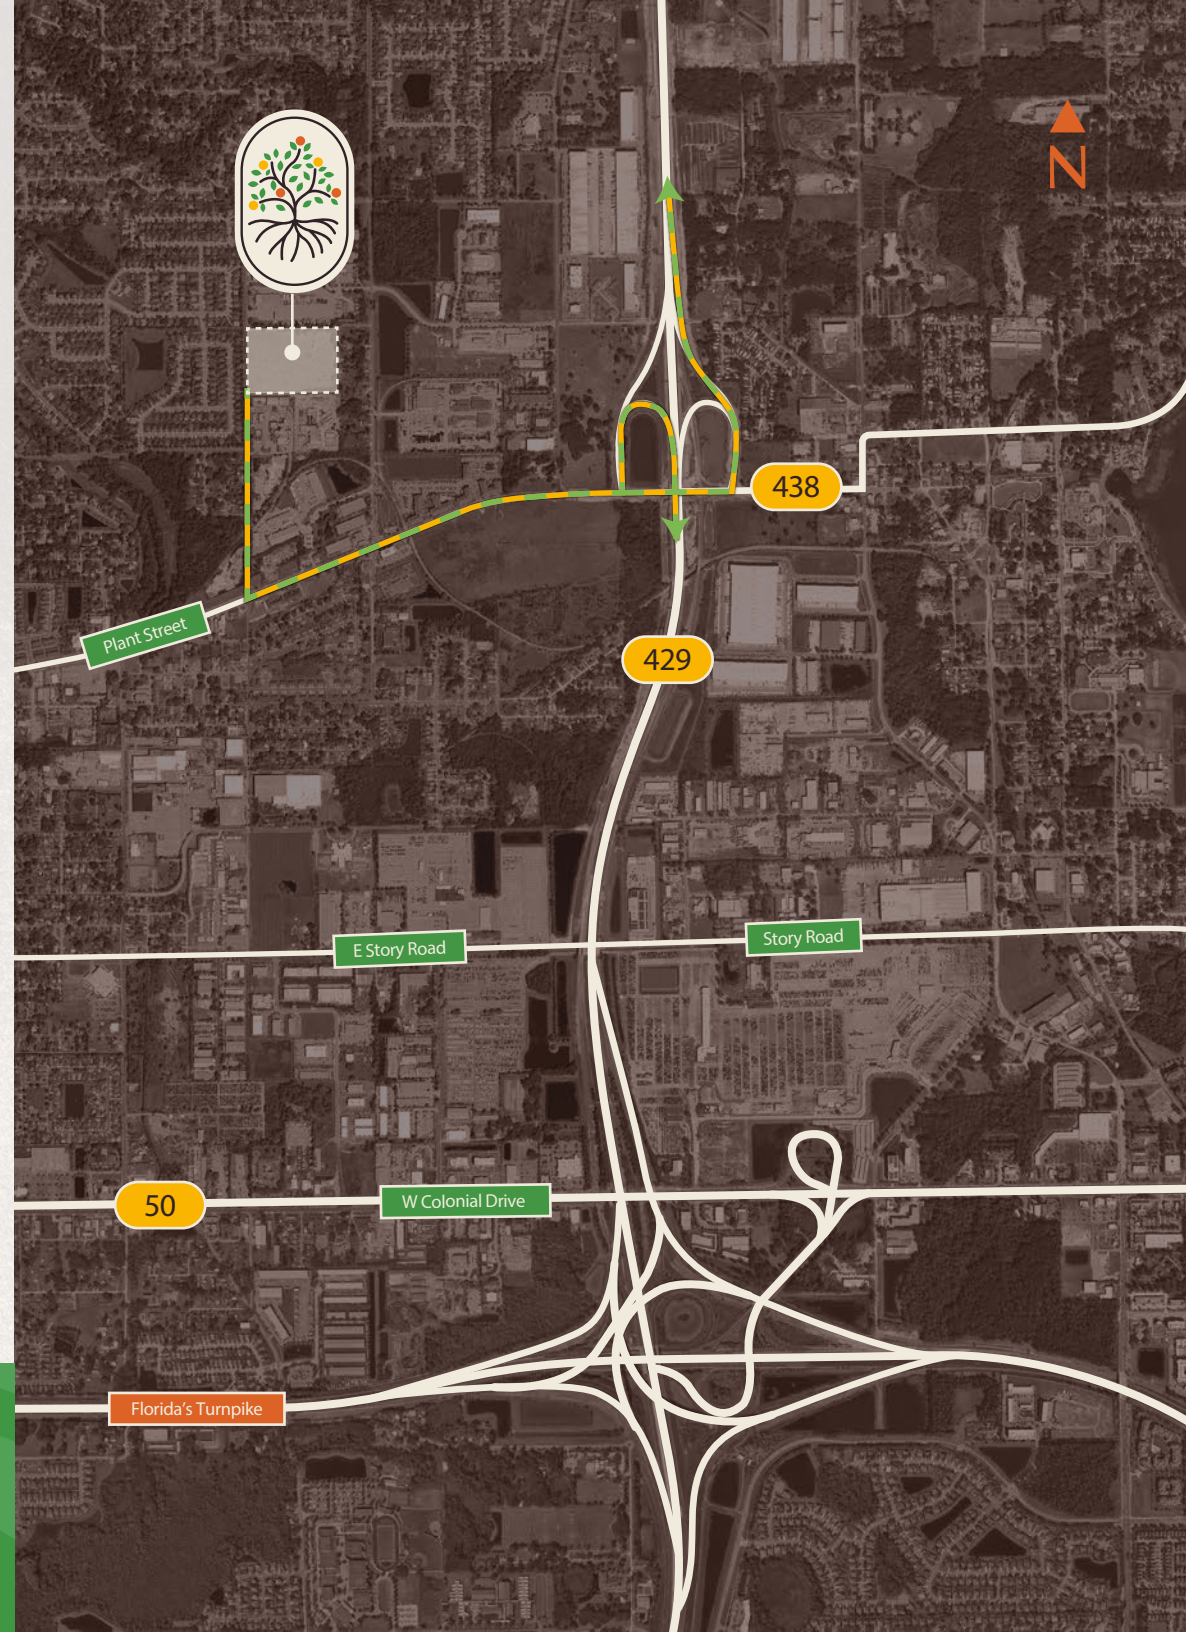 N
438
Plant Street
429
E Story Road
Story Road
50
W Colonial Drive
Florida's Turnpike